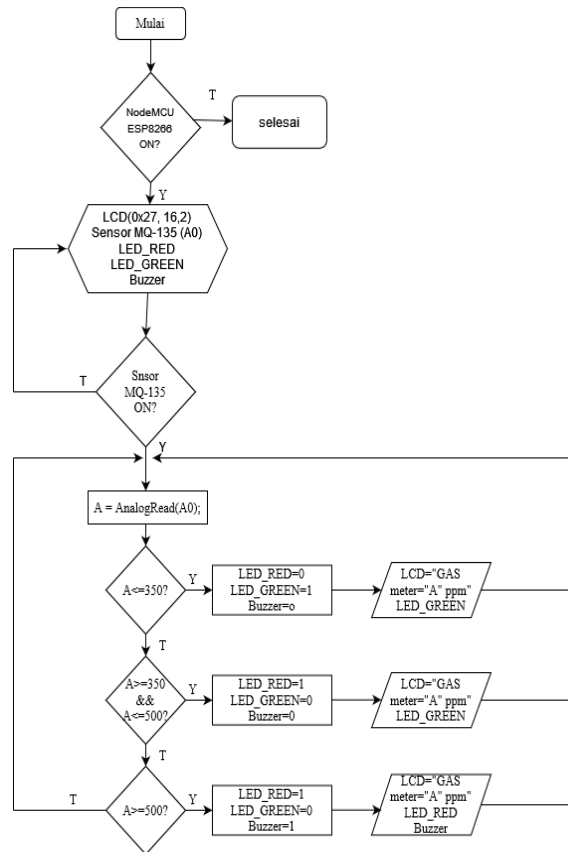 Mulai
NodeMCU
ESP8266
ON?
T
selesai
Y
LCD(0x27, 16,2)
Sensor MQ-135 (A0)
LED_RED
LED_GREEN
Buzzer
T
Snsor
MQ-135
ON?
Y
A = AnalogRead(A0);
A<=350?
Y
LED_RED=0
LED_GREEN=1
Buzzer=o
LCD="GAS
meter="A" ppm"
LED_GREEN
T
A>=350
&&
A<=500?
Y
LED_RED=1
LED_GREEN=0
Buzzer=0
LCD="GAS
meter="A" ppm"
LED_GREEN
T
T
A>=500?
Y
LED_RED=1
LED_GREEN=0
Buzzer=1
LCD="GAS
meter="A" ppm"
LED_RED
Buzzer